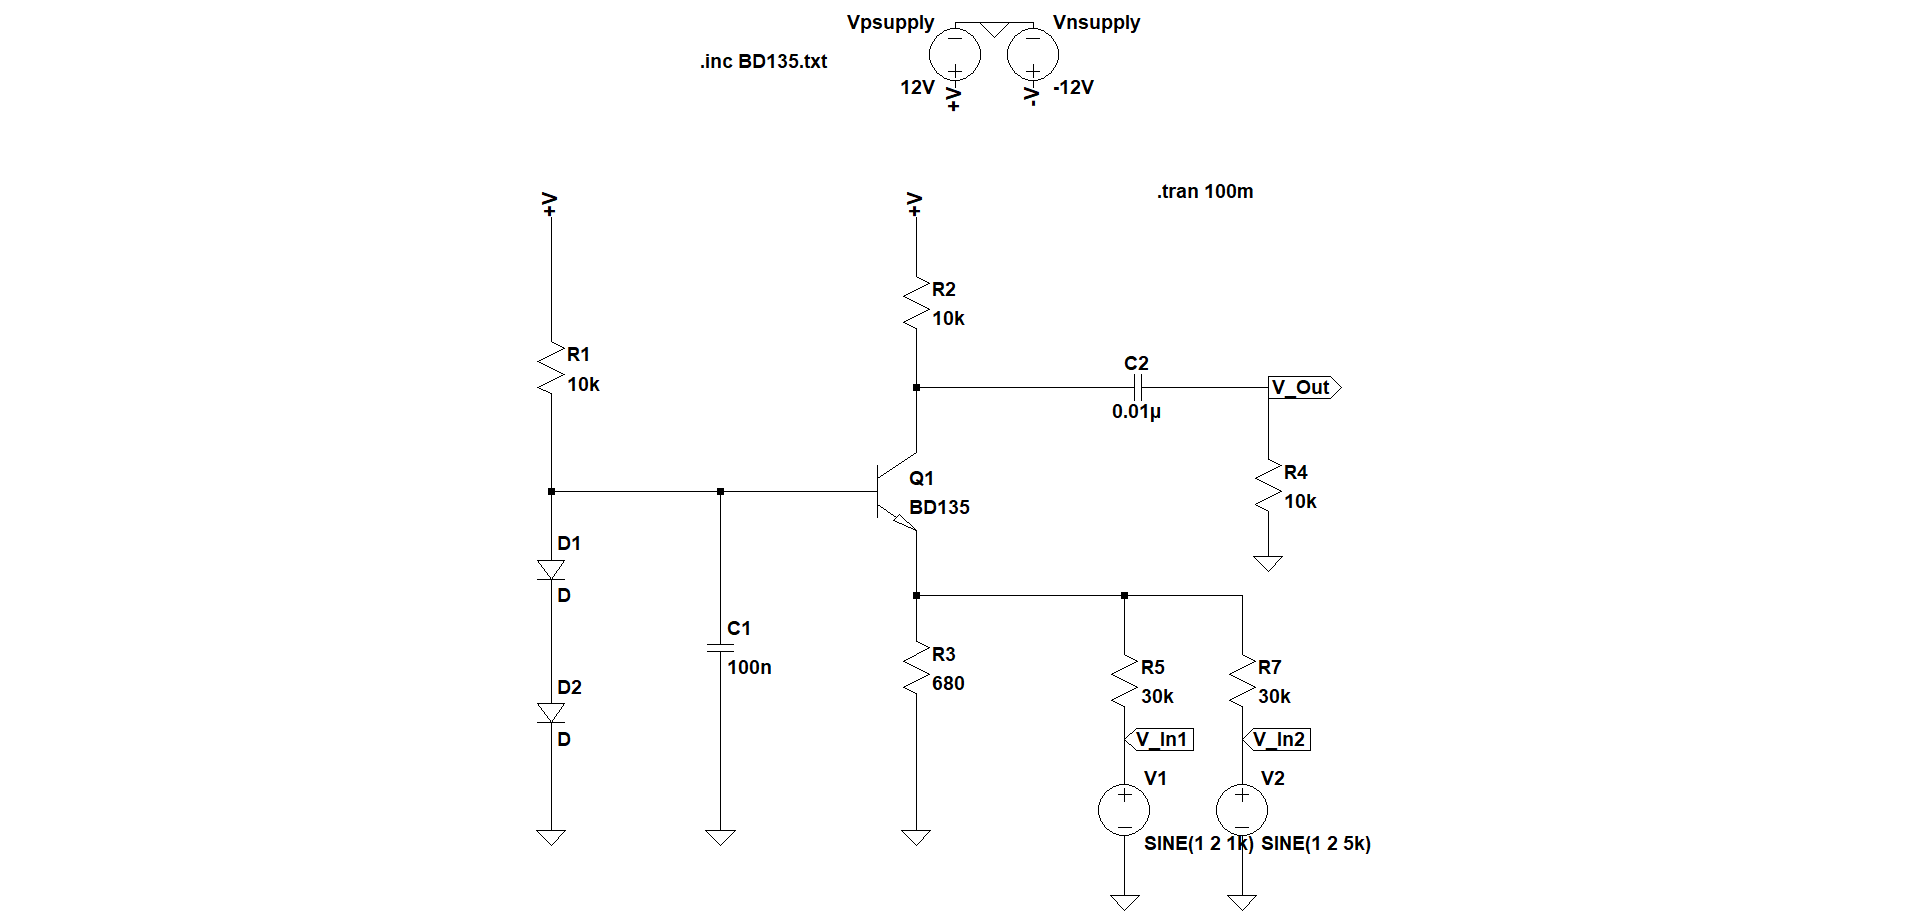 Vpsupply
Vnsupply
.inc BD135.txt
12V
+V
-V
-12V
.tran 100m
+V
+V
R1
10k
R2
10k
C2
0.01µ
V_Out
R4
10k
Q1
BD135
D1
D
D2
D
C1
100n
R3
680
R5
30k
R7
30k
V_In1
V_In2
V1
SINE(1 2 1k)
V2
SINE(1 2 5k)